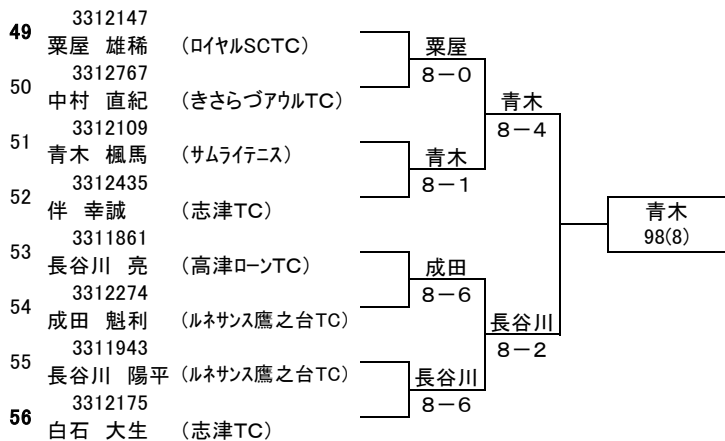 3312147
49 粟屋 雄稀 (ロイヤルSCTC)
粟屋
8-0
3312767
50 中村 直紀 (きさらづアウルTC)
青木
8-4
3312109
51 青木 楓馬 (サムライテニス)
青木
8-1
3312435
52 伴 幸誠 (志津TC)
青木
98(8)
3311861
53 長谷川 亮 (高津ローンTC)
成田
8-6
3312274
54 成田 魁利 (ルネサンス鷹之台TC)
長谷川
8-2
3311943
55 長谷川 陽平 (ルネサンス鷹之台TC)
長谷川
8-6
3312175
56 白石 大生 (志津TC)